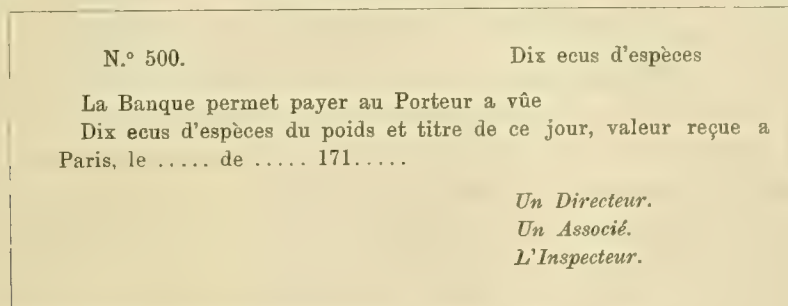 N.° 500. Dix ecus d'espèces
La Banque permet payer au Porteur a vûe
Dix ecus d'espèces du poids et titre de ce jour, valeur reçue a
Paris, le ..... de ..... 171.....
Un Directeur.
Un Associé.
L'Inspecteur.